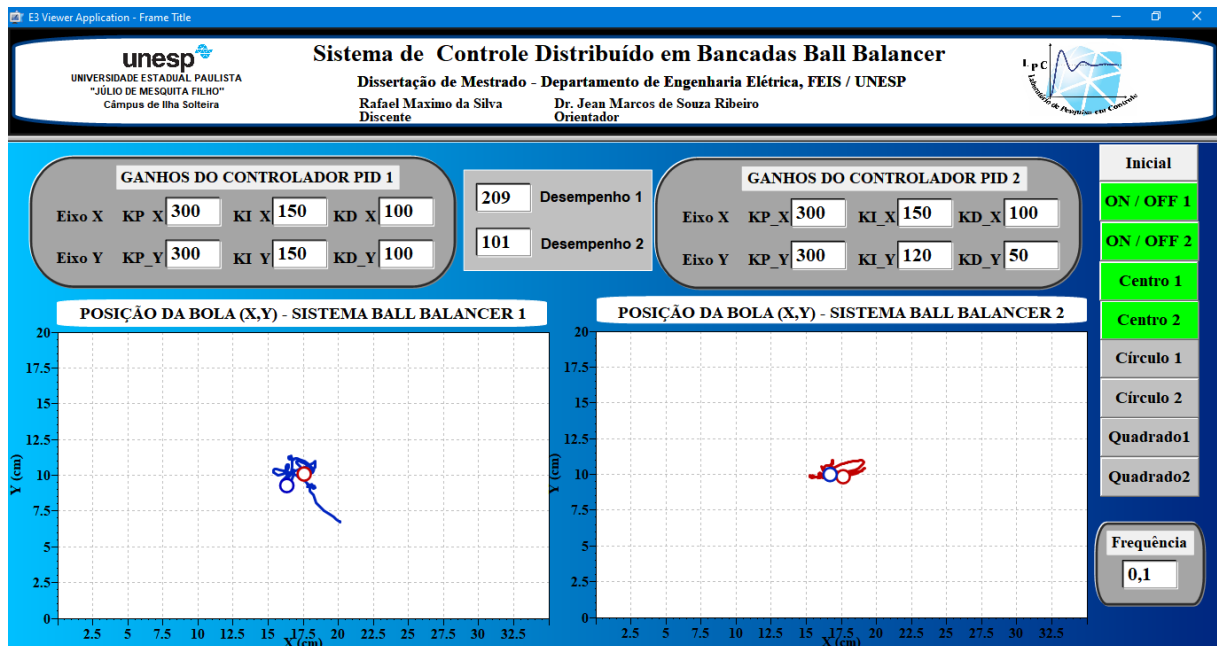 E3 Viewer Application - Frame Title
unesp
UNIVERSIDADE ESTADUAL PAULISTA
"JÚLIO DE MESQUITA FILHO"
Câmpus de Ilha Solteira
Sistema de Controle Distribuído em Bancadas Ball Balancer
Dissertação de Mestrado - Departamento de Engenharia Elétrica, FEIS / UNESP
Rafael Maximo da Silva Dr. Jean Marcos de Souza Ribeiro
Discente Orientador
L P C
Laboratório de Pesquisa em Controle
GANHOS DO CONTROLADOR PID 1
Eixo X KP_X 300 KI_X 150 KD_X 100
Eixo Y KP_Y 300 KI_Y 150 KD_Y 100
209 Desempenho 1
101 Desempenho 2
GANHOS DO CONTROLADOR PID 2
Eixo X KP_X 300 KI_X 150 KD_X 100
Eixo Y KP_Y 300 KI_Y 120 KD_Y 50
Inicial
ON / OFF 1
ON / OFF 2
Centro 1
Centro 2
Círculo 1
Círculo 2
Quadrado1
Quadrado2
Frequência
0,1
POSIÇÃO DA BOLA (X,Y) - SISTEMA BALL BALANCER 1
20
17.5
15
12.5
10
7.5
5
2.5
0
Y (cm)
2.5 5 7.5 10 12.5 15 17.5 20 22.5 25 27.5 30 32.5
X (cm)
POSIÇÃO DA BOLA (X,Y) - SISTEMA BALL BALANCER 2
20
17.5
15
12.5
10
7.5
5
2.5
0
Y (cm)
2.5 5 7.5 10 12.5 15 17.5 20 22.5 25 27.5 30 32.5
X (cm)